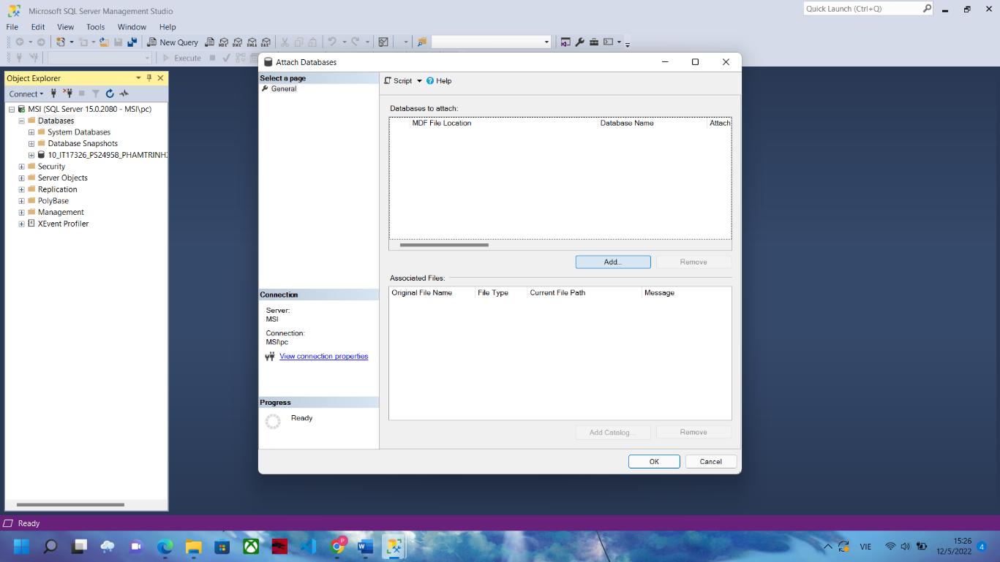 Microsoft SQL Server Management Studio
Quick Launch (Ctrl+Q)
File Edit View Tools Window Help
New Query
MDX DMX XMLA DAX
Execute
Object Explorer
Connect
MSI (SQL Server 15.0.2080 - MSI\pc)
Databases
System Databases
Database Snapshots
10_IT17326_PS24958_PHAMTRINH
Security
Server Objects
Replication
PolyBase
Management
XEvent Profiler
Attach Databases
Select a page
General
Script Help
Databases to attach:
MDF File Location Database Name Attach
Add... Remove
Associated Files:
Original File Name File Type Current File Path Message
Connection
Server:
MSI
Connection:
MSI\pc
View connection properties
Progress
Ready
Add Catalog... Remove
OK Cancel
Ready
P
W
VIE
15:26
12/5/2022
4